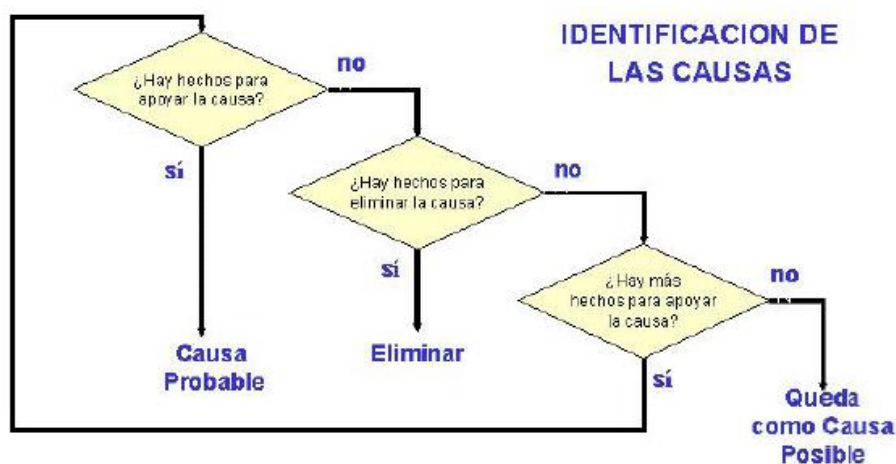 IDENTIFICACION DE
LAS CAUSAS
¿Hay hechos para
apoyar la causa?
no
sí
¿Hay hechos para
eliminar la causa?
no
sí
¿Hay más
hechos para apoyar
la causa?
no
sí
Causa
Probable
Eliminar
Queda
como Causa
Posible